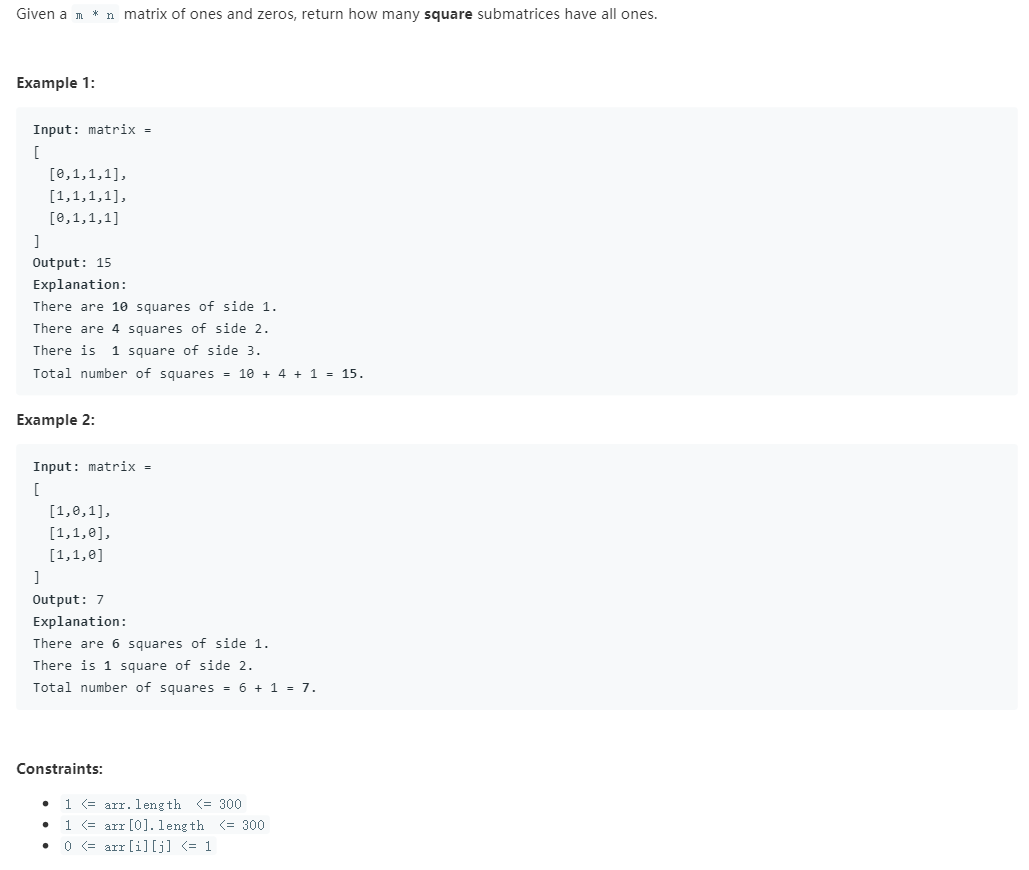 Given a m * n matrix of ones and zeros, return how many square submatrices have all ones.
Example 1:
Input: matrix =
[
  [0,1,1,1],
  [1,1,1,1],
  [0,1,1,1]
]
Output: 15
Explanation:
There are 10 squares of side 1.
There are 4 squares of side 2.
There is  1 square of side 3.
Total number of squares = 10 + 4 + 1 = 15.
Example 2:
Input: matrix =
[
  [1,0,1],
  [1,1,0],
  [1,1,0]
]
Output: 7
Explanation:
There are 6 squares of side 1.
There is 1 square of side 2.
Total number of squares = 6 + 1 = 7.
Constraints:
• 1 <= arr.length <= 300
• 1 <= arr[0].length <= 300
• 0 <= arr[i][j] <= 1